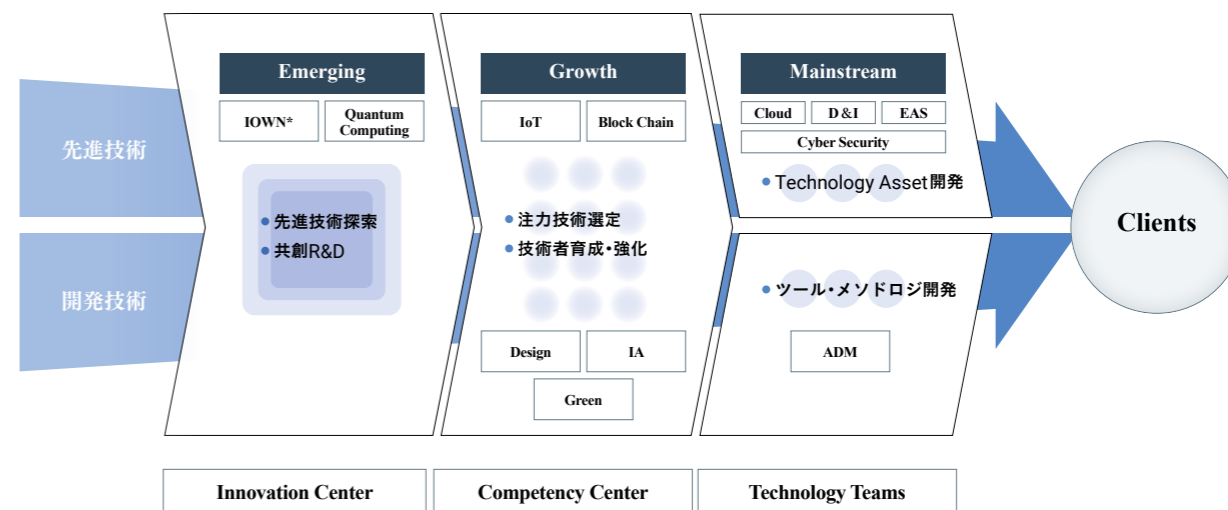 先進技術
開発技術
Emerging
IOWN*
Quantum
Computing
先進技術探索
共創R&D
Growth
IoT
Block Chain
注力技術選定
技術者育成・強化
Design
IA
Green
Mainstream
Cloud
D&I
EAS
Cyber Security
Technology Asset開発
ツール・メソドロジ開発
ADM
Clients
Innovation Center
Competency Center
Technology Teams